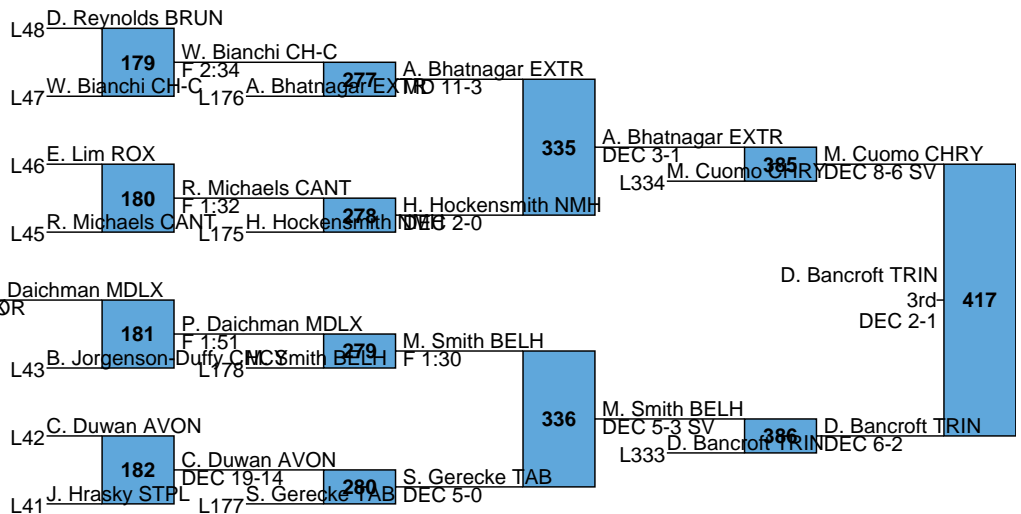 L48 D. Reynolds BRUN
179
W. Bianchi CH-C
F 2:34
L47 W. Bianchi CH-C
277
L176 A. Bhatnagar EXTR
A. Bhatnagar EXTR
MD 11-3
L46 E. Lim ROX
180
R. Michaels CANT
F 1:32
L45 R. Michaels CANT
278
L175 H. Hockensmith NMH
H. Hockensmith NMH
DEC 2-0
335
A. Bhatnagar EXTR
DEC 3-1
385
L334 M. Cuomo CHRY
M. Cuomo CHRY
DEC 8-6 SV
Daichman MDLX
OR
181
P. Daichman MDLX
F 1:51
L43 B. Jorgenson-Duffy CHCY
279
L178 M. Smith BELH
M. Smith BELH
F 1:30
L42 C. Duwan AVON
182
C. Duwan AVON
DEC 19-14
L41 J. Hrasky STPL
280
L177 S. Gerecke TAB
S. Gerecke TAB
DEC 5-0
336
M. Smith BELH
DEC 5-3 SV
386
L333 D. Bancroft TRIN
D. Bancroft TRIN
DEC 6-2
417
D. Bancroft TRIN
3rd
DEC 2-1